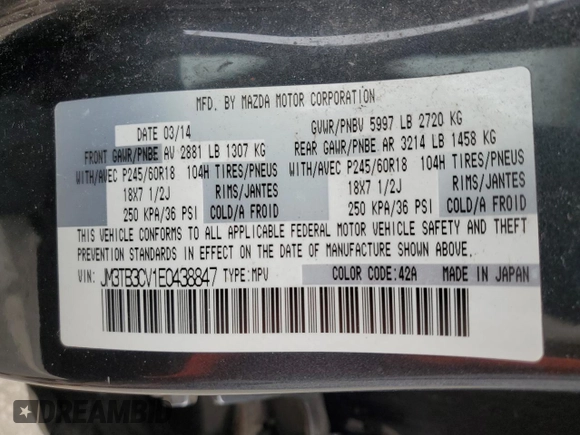 MFD. BY MAZDA MOTOR CORPORATION
DATE 03/14 GVWR/PNBV 5997 LB 2720 KG
FRONT GAWR/PNBE AV 2881 LB 1307 KG REAR GAWR/PNBE AR 3214 LB 1458 KG
WITH/AVEC P245/60R18 104H TIRES/PNEUS WITH/AVEC P245/60R18 104H TIRES/PNEUS
18X7 1/2J RIMS/JANTES 18X7 1/2J RIMS/JANTES
250 KPA/36 PSI COLD/A FROID 250 KPA/36 PSI COLD/A FROID
THIS VEHICLE CONFORMS TO ALL APPLICABLE FEDERAL MOTOR VEHICLE SAFETY AND THEFT
PREVENTION STANDARDS IN EFFECT ON THE DATE OF MANUFACTURE SHOWN ABOVE.
VIN: JM3TB3CV1E0438847 TYPE:MPV COLOR CODE:42A MADE IN JAPAN
DREAMBID